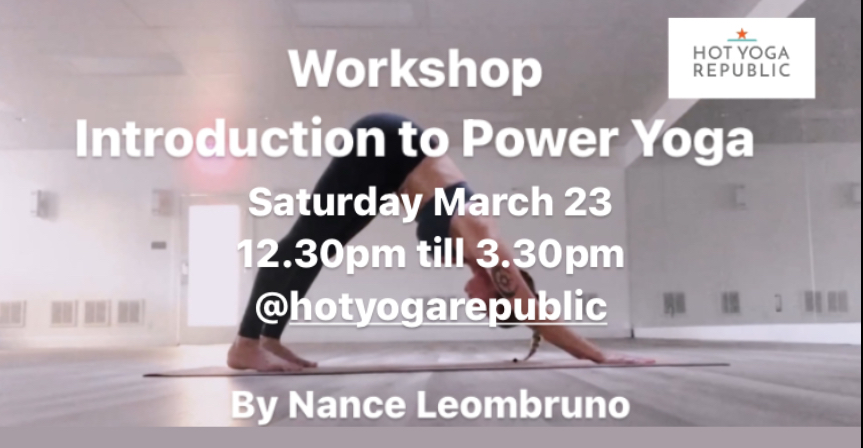 HOT YOGA
REPUBLIC
Workshop
Introduction to Power Yoga
Saturday March 23
12.30pm till 3.30pm
@hotyogarepublic
By Nance Leombruno